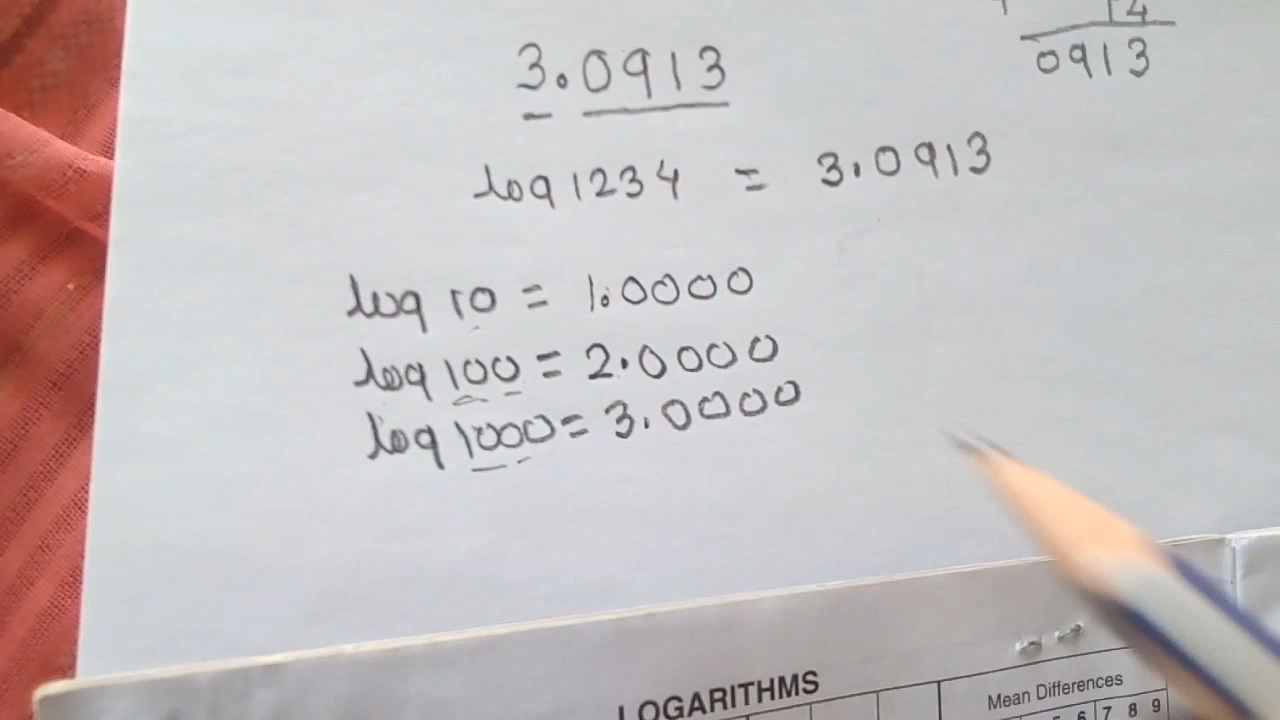 14
0913
3.0913
log 1234 = 3.0913
log 10 = 1.0000
log 100 = 2.0000
log 1000 = 3.0000
LOGARITHMS
Mean Differences
6 7 8 9